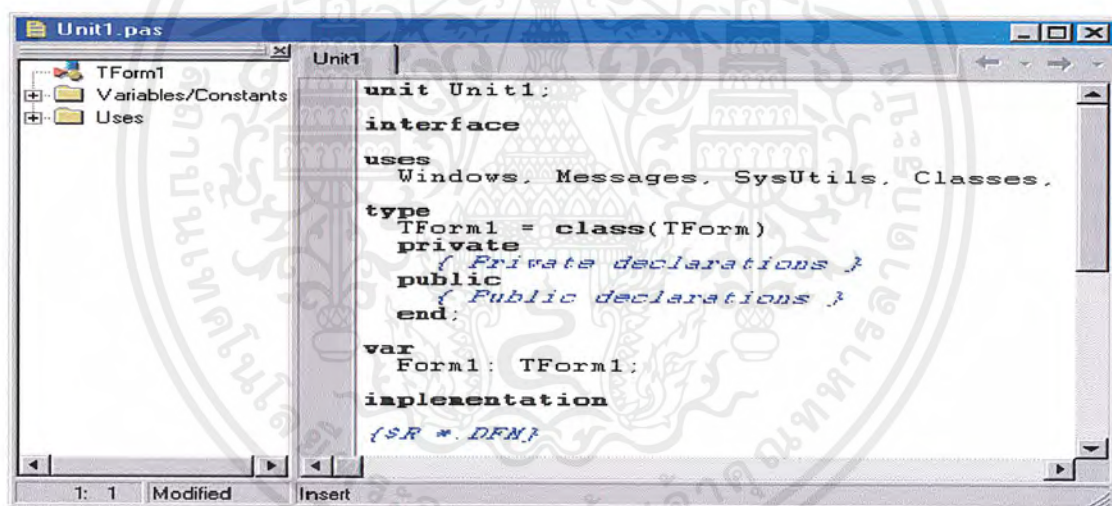 Unit1.pas
TForm1
Variables/Constants
Uses
Unit1
unit Unit1;
interface
uses
Windows, Messages, SysUtils, Classes,
type
TForm1 = class(TForm)
private
{ Private declarations }
public
{ Public declarations }
end;
var
Form1: TForm1;
implementation
{$R *.DFM}
1: 1 Modified Insert